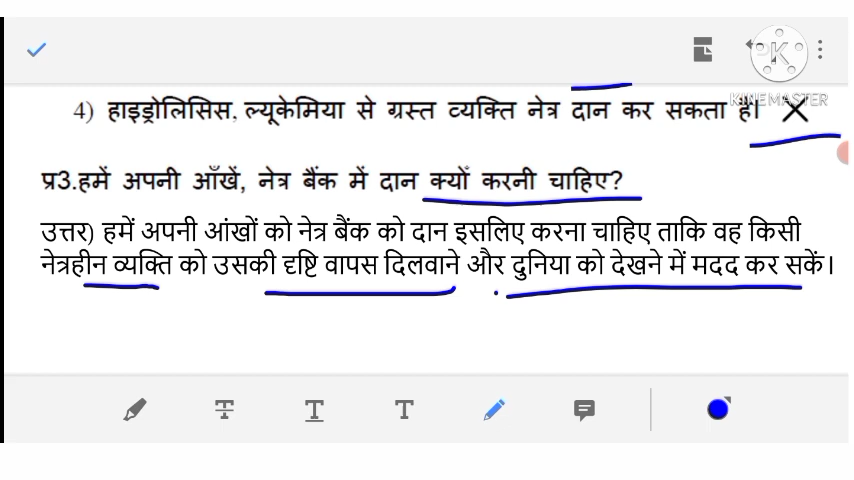 KINEMASTER
4) हाइड्रोलिसिस, ल्यूकेमिया से ग्रस्त व्यक्ति नेत्र दान कर सकता है। ✕
प्र3.हमें अपनी आँखें, नेत्र बैंक में दान क्यों करनी चाहिए?
उत्तर) हमें अपनी आंखों को नेत्र बैंक को दान इसलिए करना चाहिए ताकि वह किसी
नेत्रहीन व्यक्ति को उसकी दृष्टि वापस दिलवाने और दुनिया को देखने में मदद कर सकें।
T T T